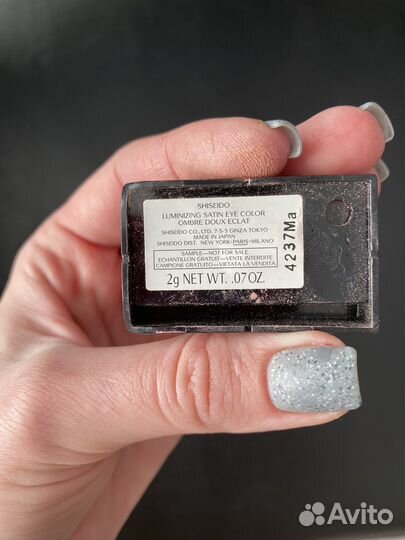 SHISEIDO
LUMINIZING SATIN EYE COLOR
OMBRE DOUX ECLAT
SHISEIDO CO., LTD. 7-5-5 GINZA TOKYO
MADE IN JAPAN
SHISEIDO DIST. NEW YORK-PARIS-MILANO
SAMPLE—NOT FOR SALE
ECHANTILLON GRATUIT—VENTE INTERDITE
CAMPIONE GRATUITO—VIETATA LA VENDITA
2g NET WT. .07OZ.
4237Ma
Avito